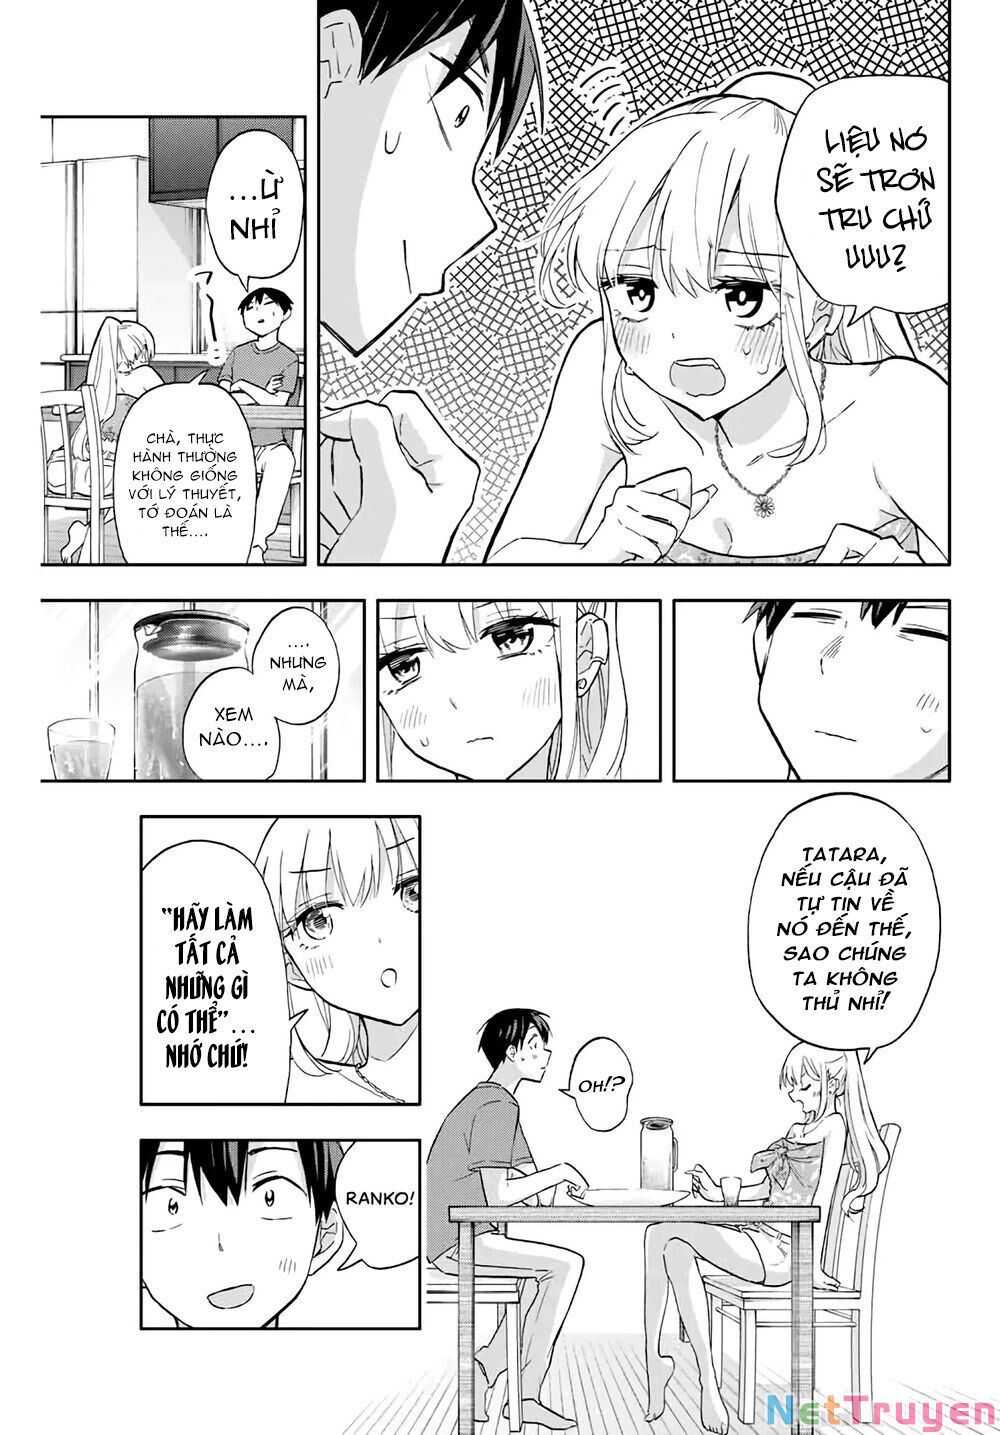 LIỆU NÓ
SẼ TRƠN
TRU CHỨ
UUU?
...Ừ
NHỈ
CHÀ, THỰC
HÀNH THƯỜNG
KHÔNG GIỐNG
VỚI LÝ THUYẾT,
TỚ ĐOÁN LÀ
THẾ....
....
NHƯNG
MÀ,
XEM
NÀO....
TATARA,
NẾU CẬU ĐÃ
TỰ TIN VỀ
NÓ ĐẾN THẾ,
SAO CHÚNG
TA KHÔNG
THỬ NHỈ!
OH!?
“HÃY LÀM
TẤT CẢ
NHỮNG GÌ
CÓ THỂ”...
NHỚ CHỨ!
RANKO!
NetTruyen